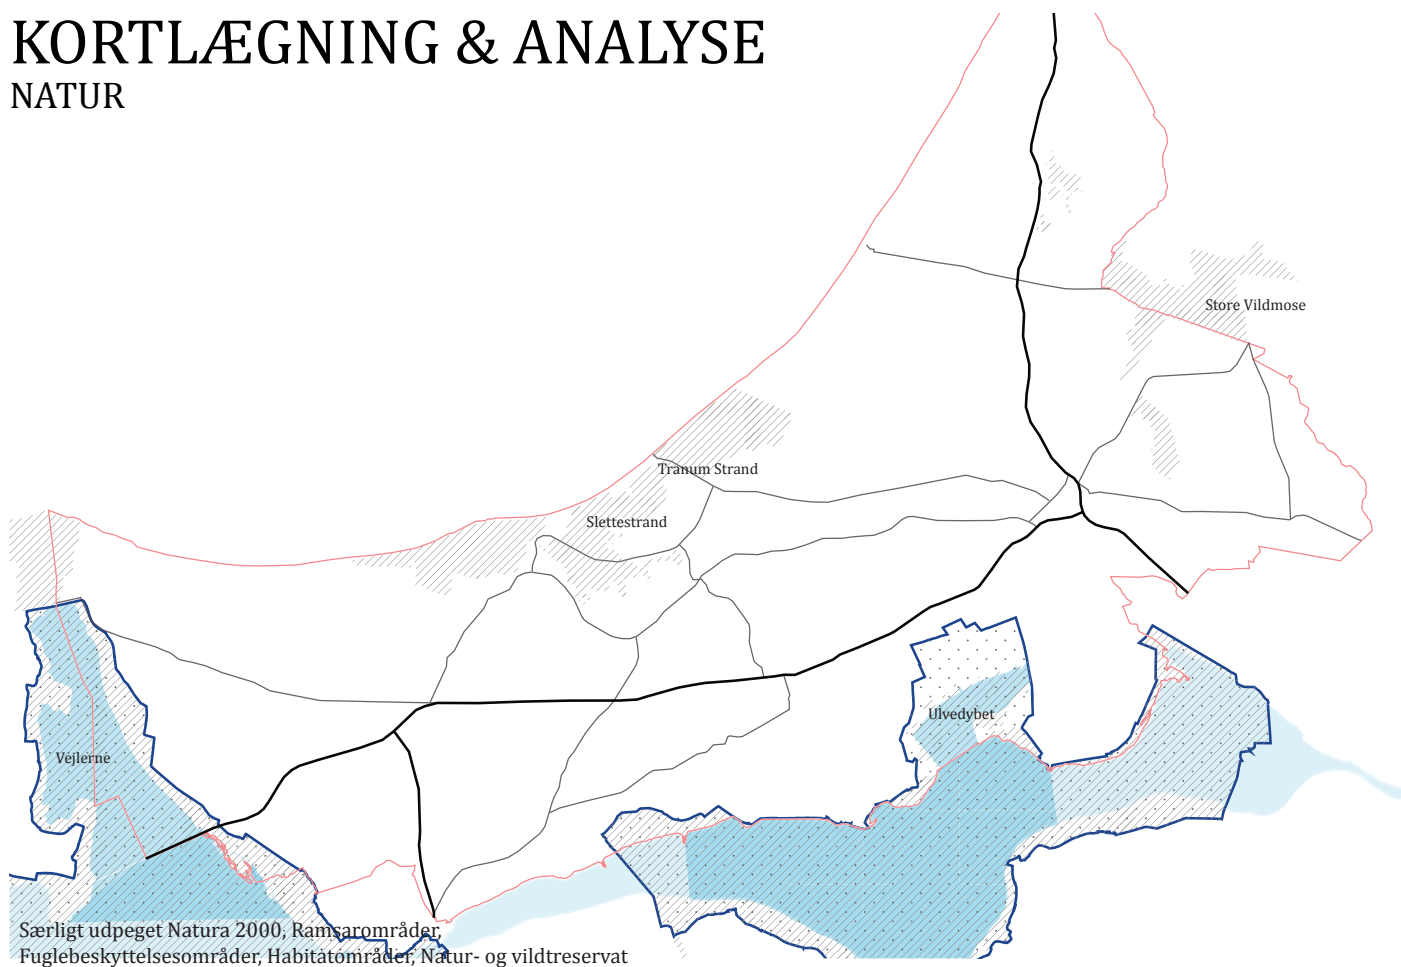 KORTLÆGNING & ANALYSE
NATUR
Store Vildmose
Tranum Strand
Slettestrand
Ulvedybet
Vejlerne
Særligt udpeget Natura 2000, Ramsarområder,
Fuglebeskyttelsesområder, Habitatområder, Natur- og vildtreservat